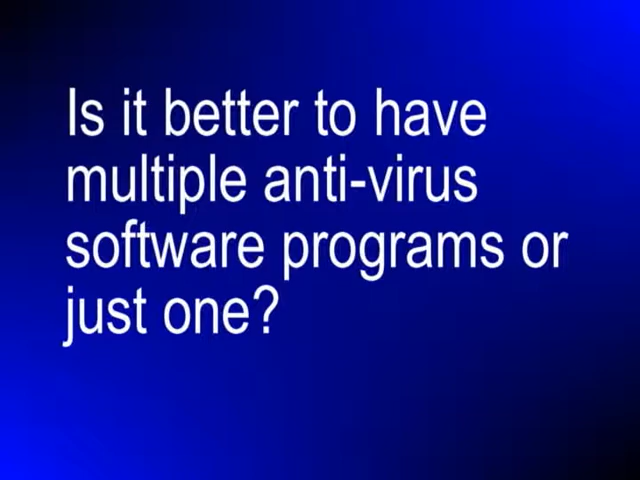 Is it better to have
multiple anti-virus
software programs or
just one?